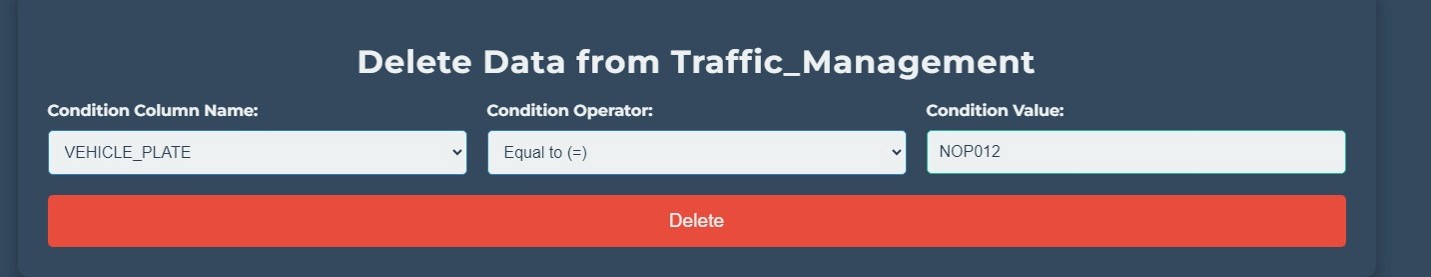 Delete Data from Traffic_Management
Condition Column Name: Condition Operator: Condition Value:
VEHICLE_PLATE Equal to (=) NOP012
Delete